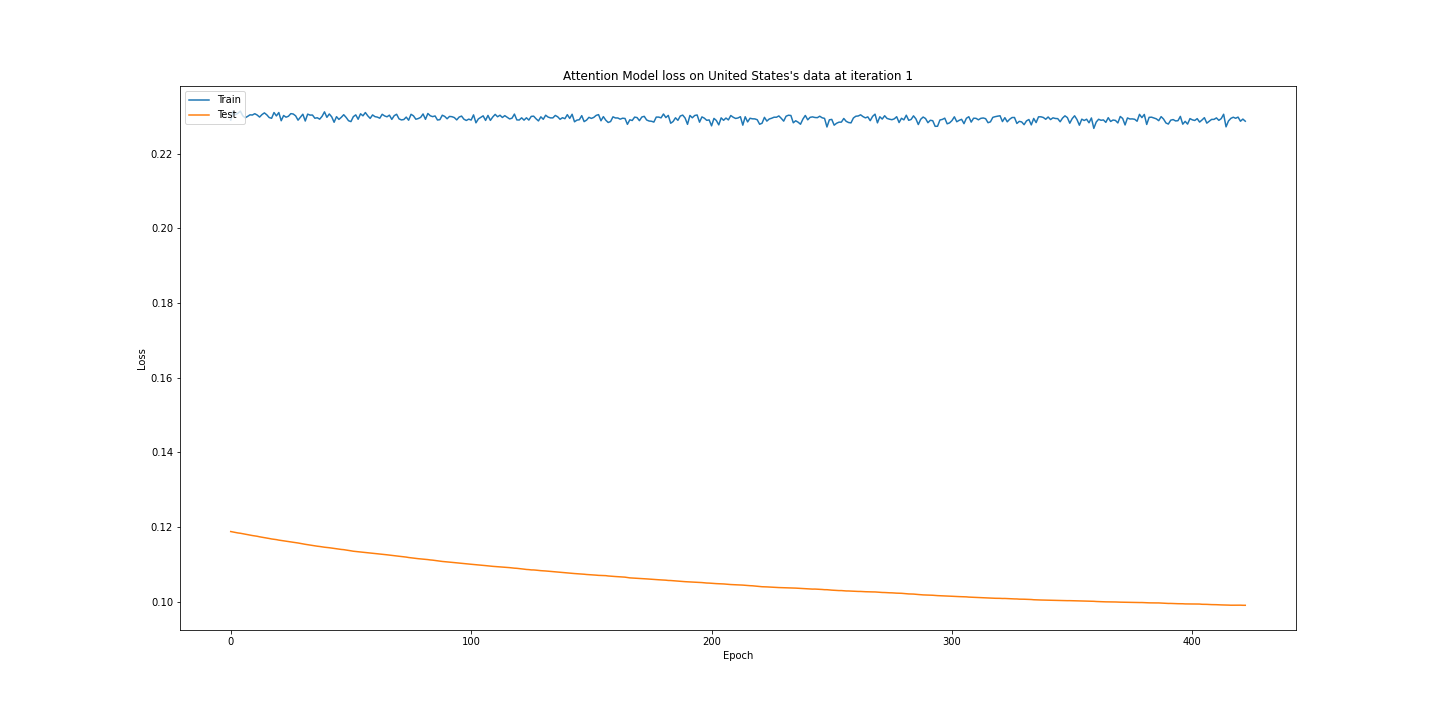 Attention Model loss on United States's data at iteration 1
Train
Test
0.22
0.20
0.18
0.16
0.14
0.12
0.10
Loss
0
100
200
300
400
Epoch